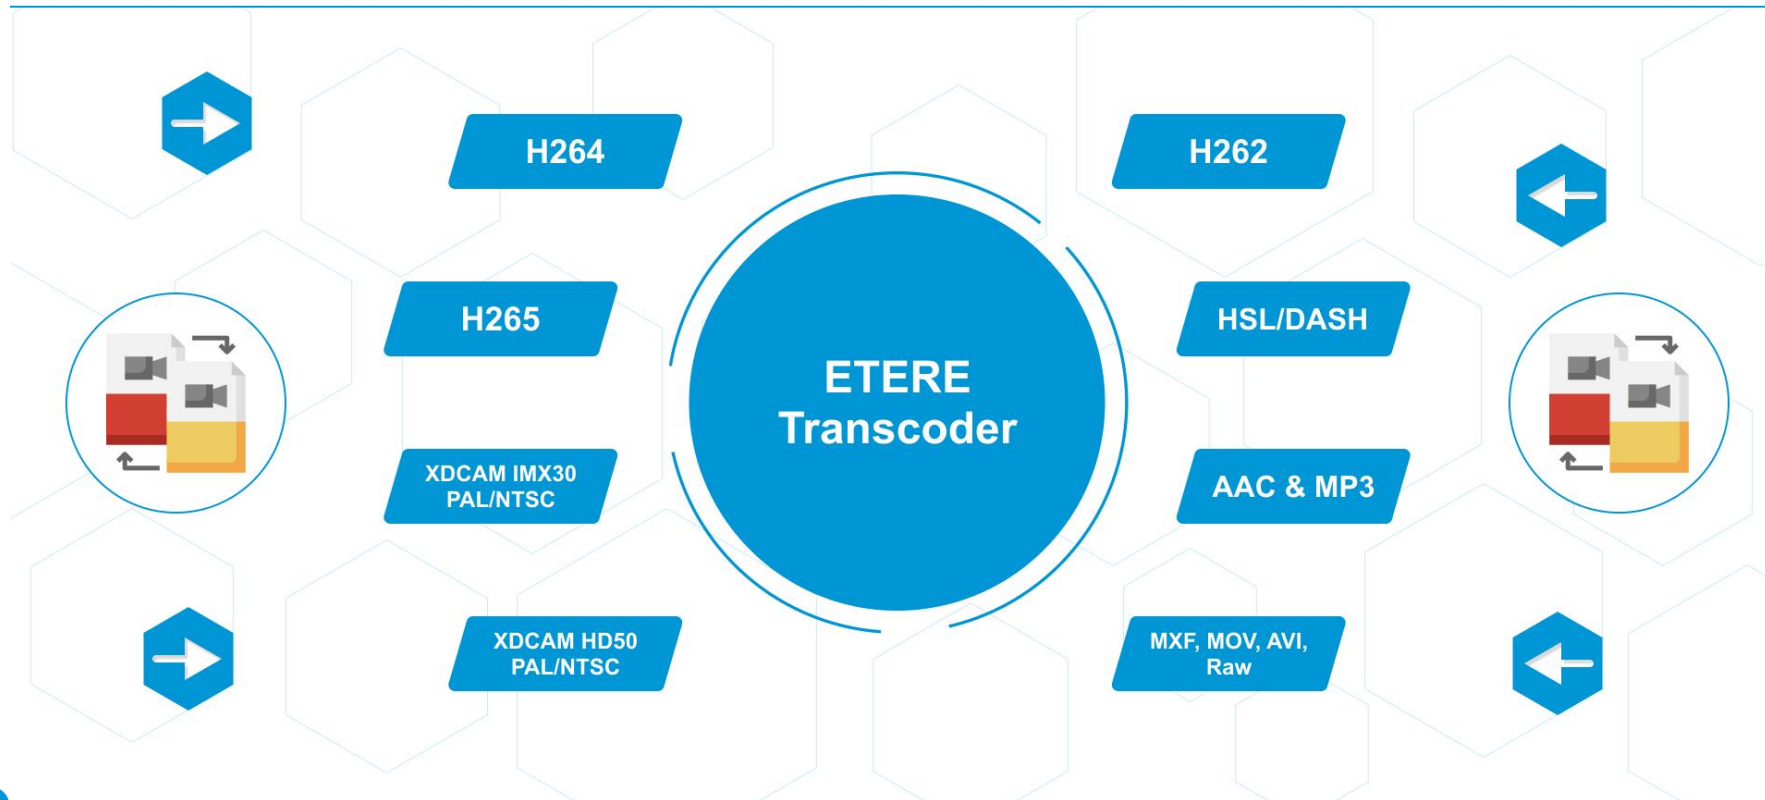 H264
H262
H265
HSL/DASH
ETERE
Transcoder
XDCAM IMX30
PAL/NTSC
AAC & MP3
XDCAM HD50
PAL/NTSC
MXF, MOV, AVI,
Raw